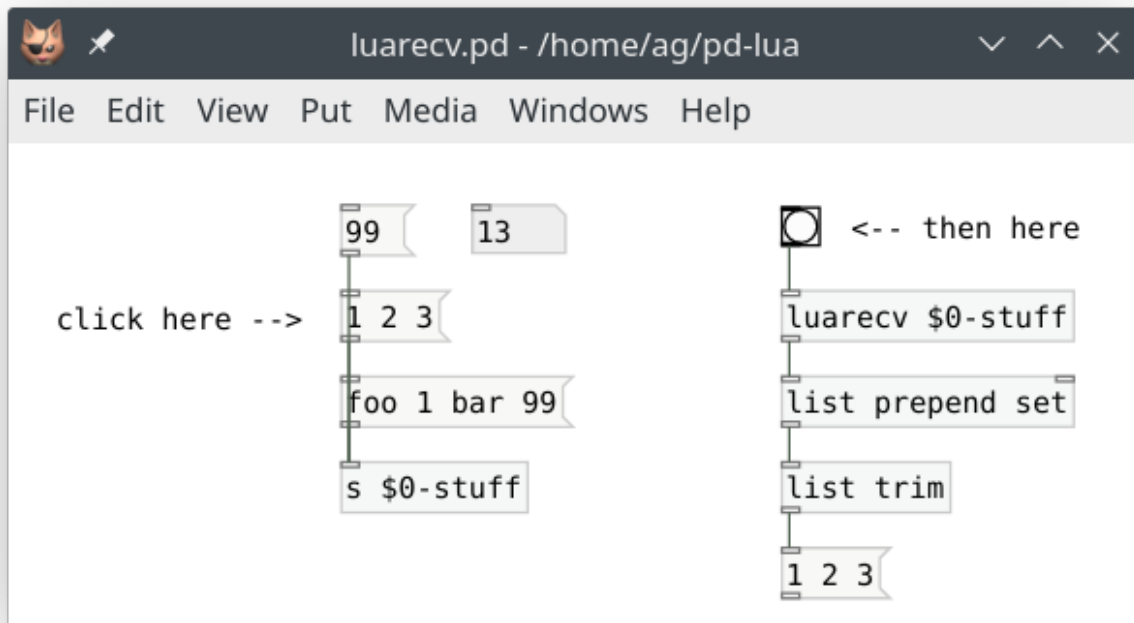 luarecv.pd - /home/ag/pd-lua
File Edit View Put Media Windows Help
99
13
<-- then here
click here -->
1 2 3
luarecv $0-stuff
foo 1 bar 99
list prepend set
s $0-stuff
list trim
1 2 3